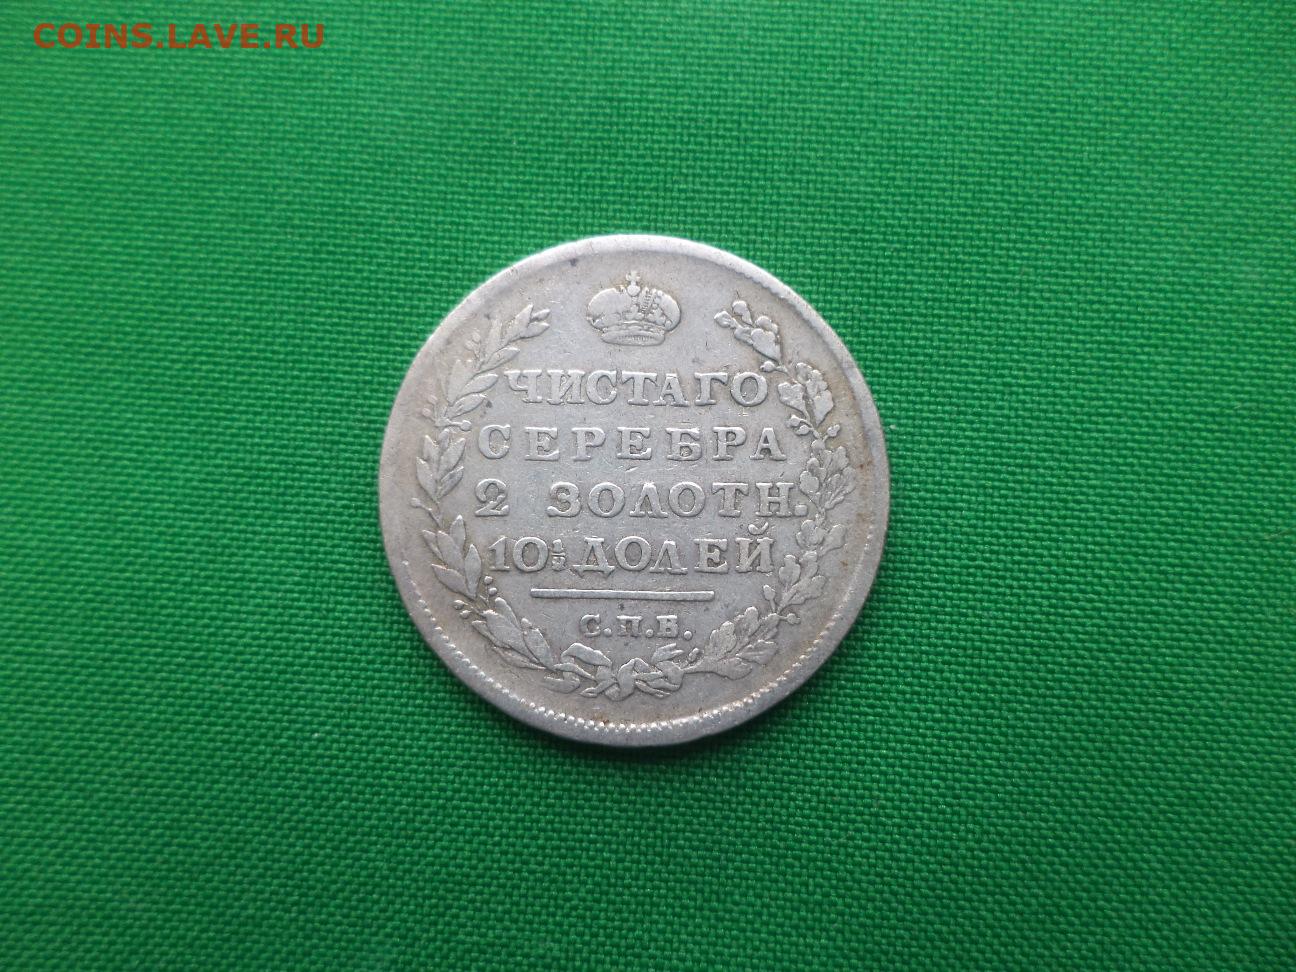 COINS.LAVE.RU
ЧИСТАГО
СЕРЕБРА
2 ЗОЛОТН.
10½ ДОЛЕЙ
С.П.Б.